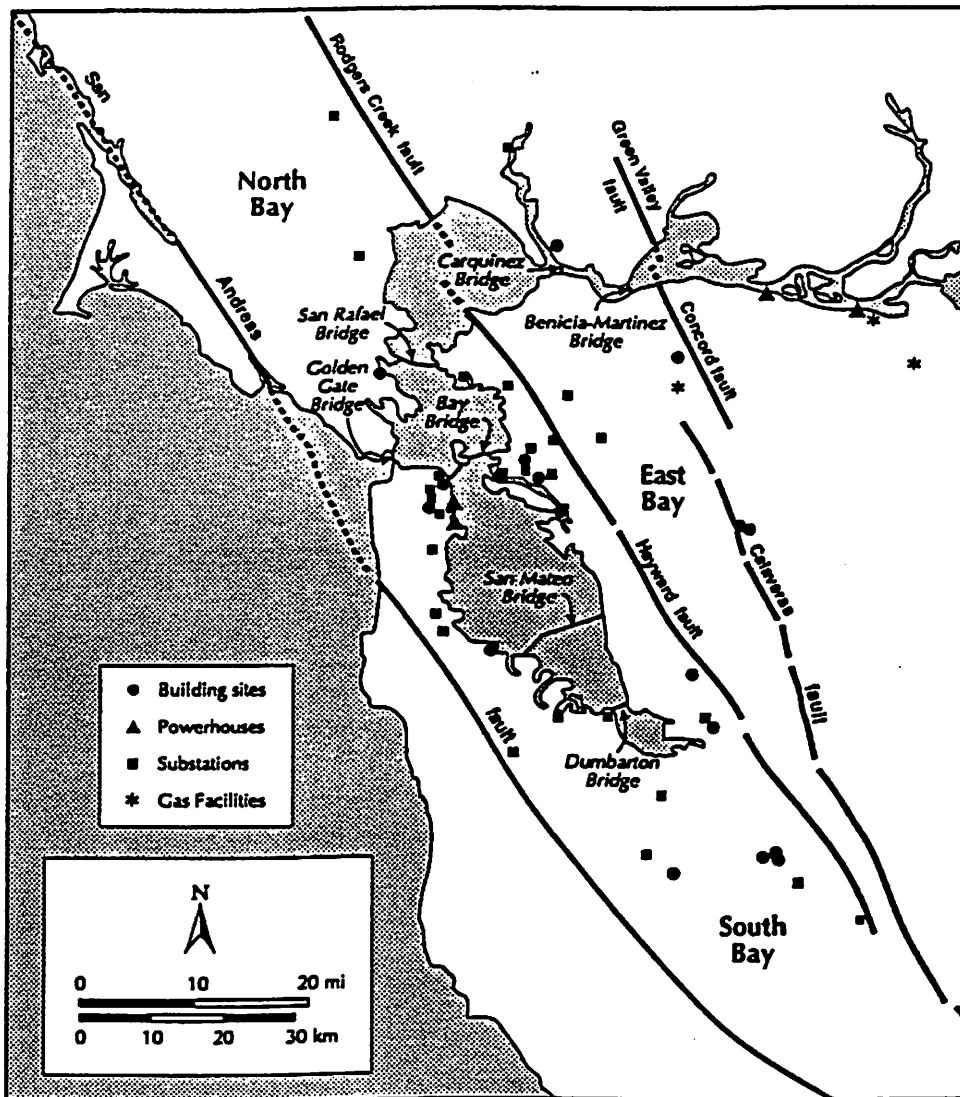 San
Andreas
fault
Rodgers Creek fault
Green Valley
fault
North
Bay
Carquinez
Bridge
San Rafael
Bridge
Benicia-Martinez
Bridge
Concord fault
Golden
Gate
Bridge
Bay
Bridge
East
Bay
Hayward fault
Calaveras
fault
San Mateo
Bridge
Dumbarton
Bridge
South
Bay
Building sites
Powerhouses
Substations
Gas Facilities
N
0 10 20 mi
0 10 20 30 km